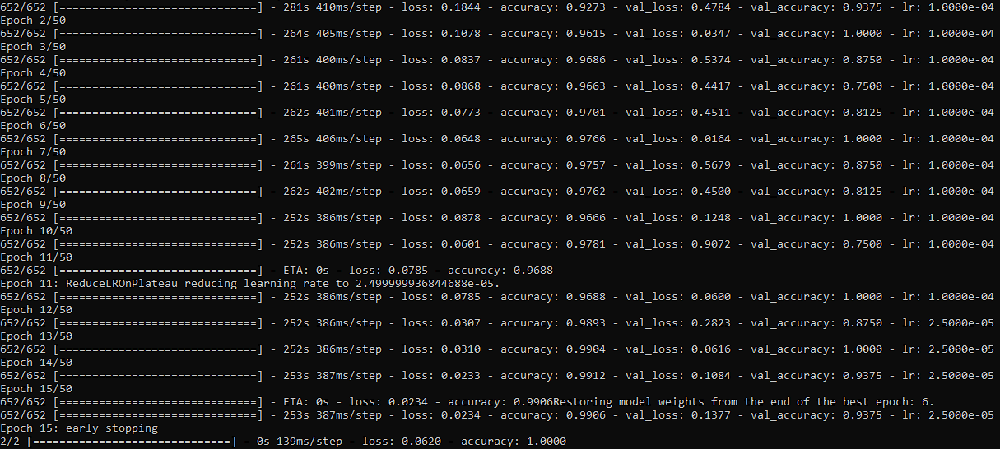 652/652 [==============================] - 281s 410ms/step - loss: 0.1844 - accuracy: 0.9273 - val_loss: 0.4784 - val_accuracy: 0.9375 - lr: 1.0000e-04
Epoch 2/50
652/652 [==============================] - 264s 405ms/step - loss: 0.1078 - accuracy: 0.9615 - val_loss: 0.0347 - val_accuracy: 1.0000 - lr: 1.0000e-04
Epoch 3/50
652/652 [==============================] - 261s 400ms/step - loss: 0.0837 - accuracy: 0.9686 - val_loss: 0.5374 - val_accuracy: 0.8750 - lr: 1.0000e-04
Epoch 4/50
652/652 [==============================] - 261s 400ms/step - loss: 0.0868 - accuracy: 0.9663 - val_loss: 0.4417 - val_accuracy: 0.7500 - lr: 1.0000e-04
Epoch 5/50
652/652 [==============================] - 262s 401ms/step - loss: 0.0773 - accuracy: 0.9701 - val_loss: 0.4511 - val_accuracy: 0.8125 - lr: 1.0000e-04
Epoch 6/50
652/652 [==============================] - 265s 406ms/step - loss: 0.0648 - accuracy: 0.9766 - val_loss: 0.0164 - val_accuracy: 1.0000 - lr: 1.0000e-04
Epoch 7/50
652/652 [==============================] - 261s 399ms/step - loss: 0.0656 - accuracy: 0.9757 - val_loss: 0.5679 - val_accuracy: 0.8750 - lr: 1.0000e-04
Epoch 8/50
652/652 [==============================] - 262s 402ms/step - loss: 0.0659 - accuracy: 0.9762 - val_loss: 0.4500 - val_accuracy: 0.8125 - lr: 1.0000e-04
Epoch 9/50
652/652 [==============================] - 252s 386ms/step - loss: 0.0878 - accuracy: 0.9666 - val_loss: 0.1248 - val_accuracy: 1.0000 - lr: 1.0000e-04
Epoch 10/50
652/652 [==============================] - 252s 386ms/step - loss: 0.0601 - accuracy: 0.9781 - val_loss: 0.9072 - val_accuracy: 0.7500 - lr: 1.0000e-04
Epoch 11/50
652/652 [==============================] - ETA: 0s - loss: 0.0785 - accuracy: 0.9688
Epoch 11: ReduceLROnPlateau reducing learning rate to 2.499999936844688e-05.
652/652 [==============================] - 252s 386ms/step - loss: 0.0785 - accuracy: 0.9688 - val_loss: 0.0600 - val_accuracy: 1.0000 - lr: 1.0000e-04
Epoch 12/50
652/652 [==============================] - 252s 386ms/step - loss: 0.0307 - accuracy: 0.9893 - val_loss: 0.2823 - val_accuracy: 0.8750 - lr: 2.5000e-05
Epoch 13/50
652/652 [==============================] - 252s 386ms/step - loss: 0.0310 - accuracy: 0.9904 - val_loss: 0.0616 - val_accuracy: 1.0000 - lr: 2.5000e-05
Epoch 14/50
652/652 [==============================] - 253s 387ms/step - loss: 0.0233 - accuracy: 0.9912 - val_loss: 0.1084 - val_accuracy: 0.9375 - lr: 2.5000e-05
Epoch 15/50
652/652 [==============================] - ETA: 0s - loss: 0.0234 - accuracy: 0.9906Restoring model weights from the end of the best epoch: 6.
652/652 [==============================] - 253s 387ms/step - loss: 0.0234 - accuracy: 0.9906 - val_loss: 0.1377 - val_accuracy: 0.9375 - lr: 2.5000e-05
Epoch 15: early stopping
2/2 [==============================] - 0s 139ms/step - loss: 0.0620 - accuracy: 1.0000